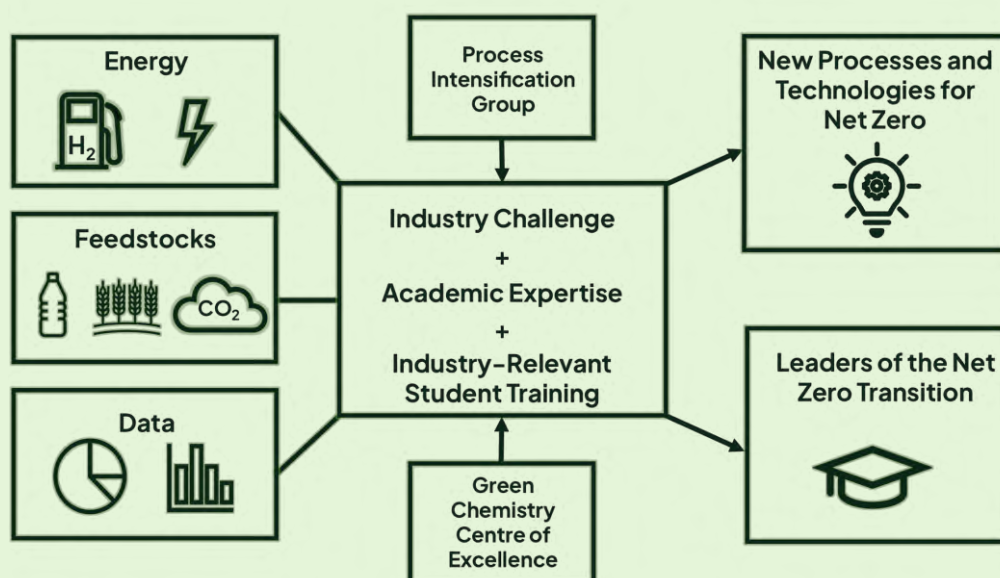 Energy
H2
Feedstocks
CO2
Data
Process
Intensification
Group
Industry Challenge
+
Academic Expertise
+
Industry-Relevant
Student Training
Green
Chemistry
Centre of
Excellence
New Processes and
Technologies for
Net Zero
Leaders of the Net
Zero Transition